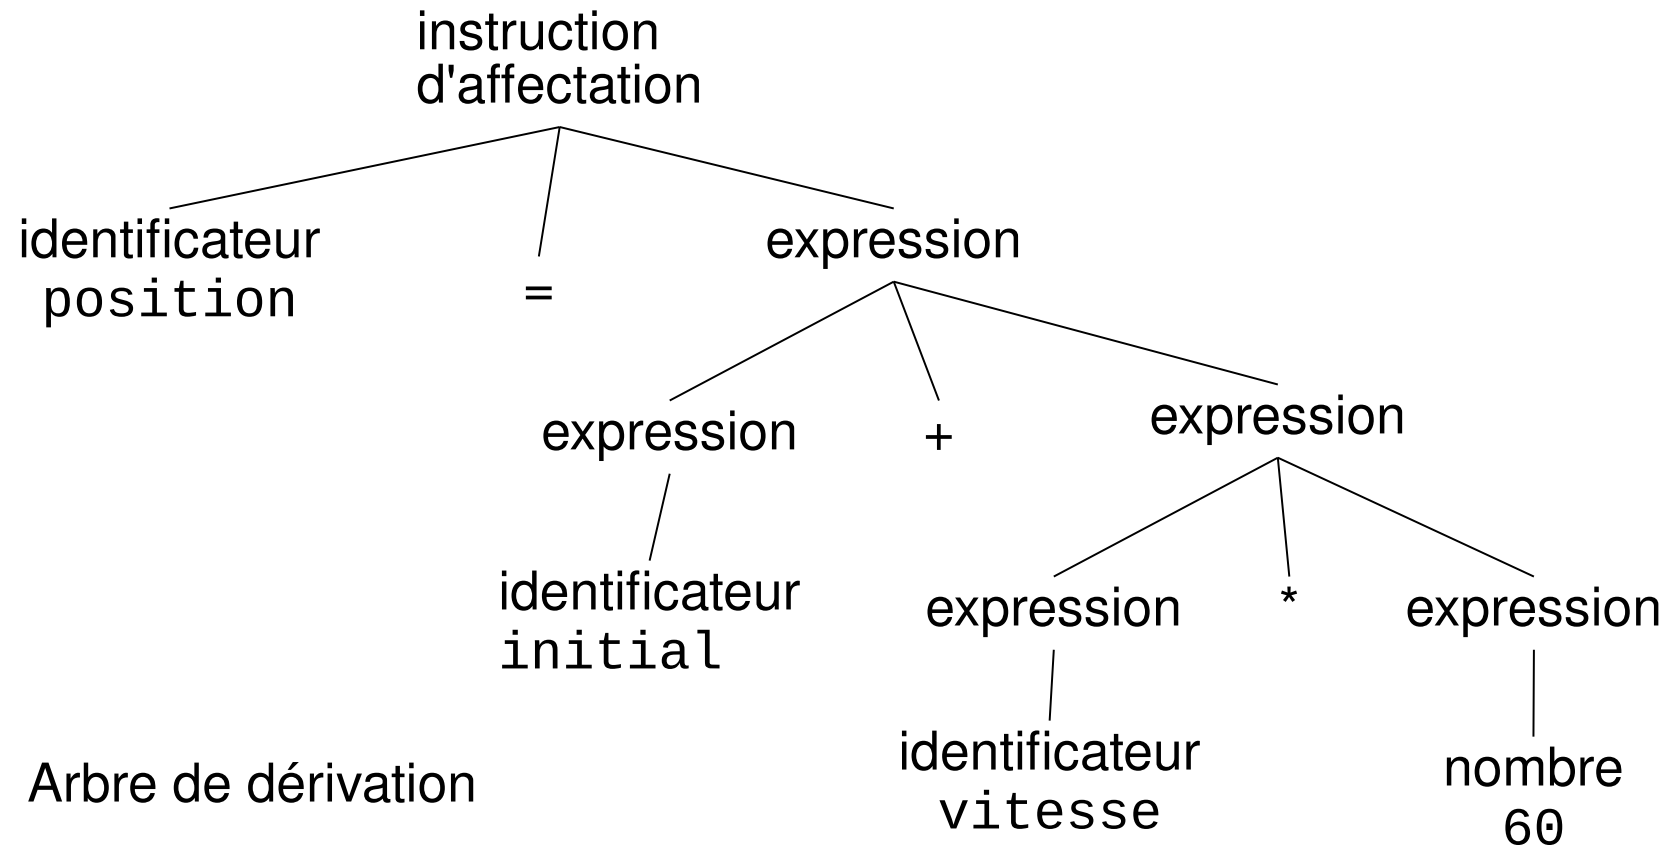 instruction
d'affectation
identificateur
position
=
expression
expression
+
expression
identificateur
initial
expression
*
expression
identificateur
vitesse
nombre
60
Arbre de dérivation